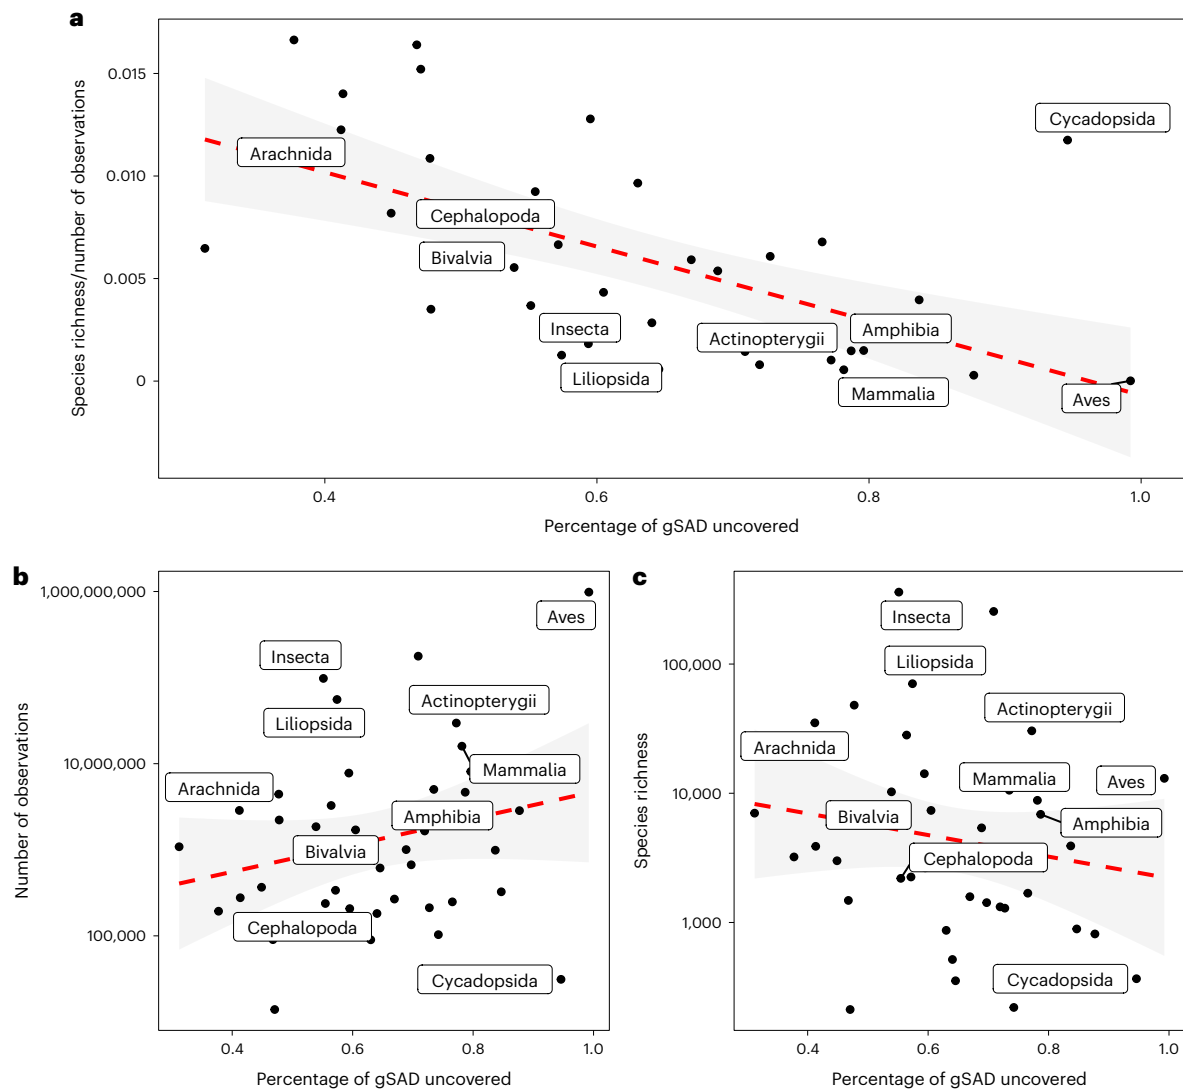 a
Species richness/number of observations
0.015
0.010
0.005
0
Cycadopsida
Arachnida
Cephalopoda
Bivalvia
Insecta
Actinopterygii
Amphibia
Liliopsida
Mammalia
Aves
0.4
0.6
0.8
1.0
Percentage of gSAD uncovered
b
Number of observations
1,000,000,000
10,000,000
100,000
Aves
Insecta
Actinopterygii
Liliopsida
Mammalia
Arachnida
Amphibia
Bivalvia
Cephalopoda
Cycadopsida
0.4
0.6
0.8
1.0
Percentage of gSAD uncovered
c
Species richness
100,000
10,000
1,000
Insecta
Liliopsida
Actinopterygii
Arachnida
Mammalia
Aves
Bivalvia
Amphibia
Cephalopoda
Cycadopsida
0.4
0.6
0.8
1.0
Percentage of gSAD uncovered